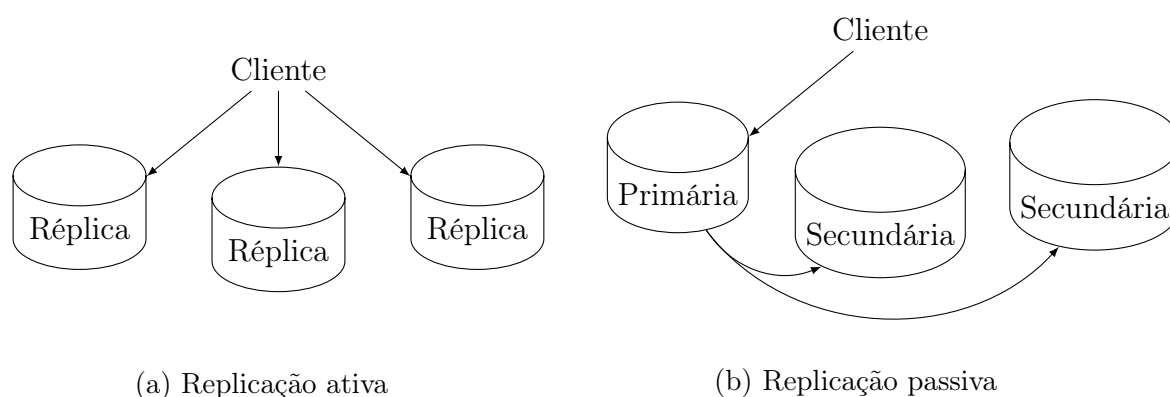 Cliente
Réplica
Réplica
Réplica
(a) Replicação ativa
Cliente
Primária
Secundária
Secundária
(b) Replicação passiva